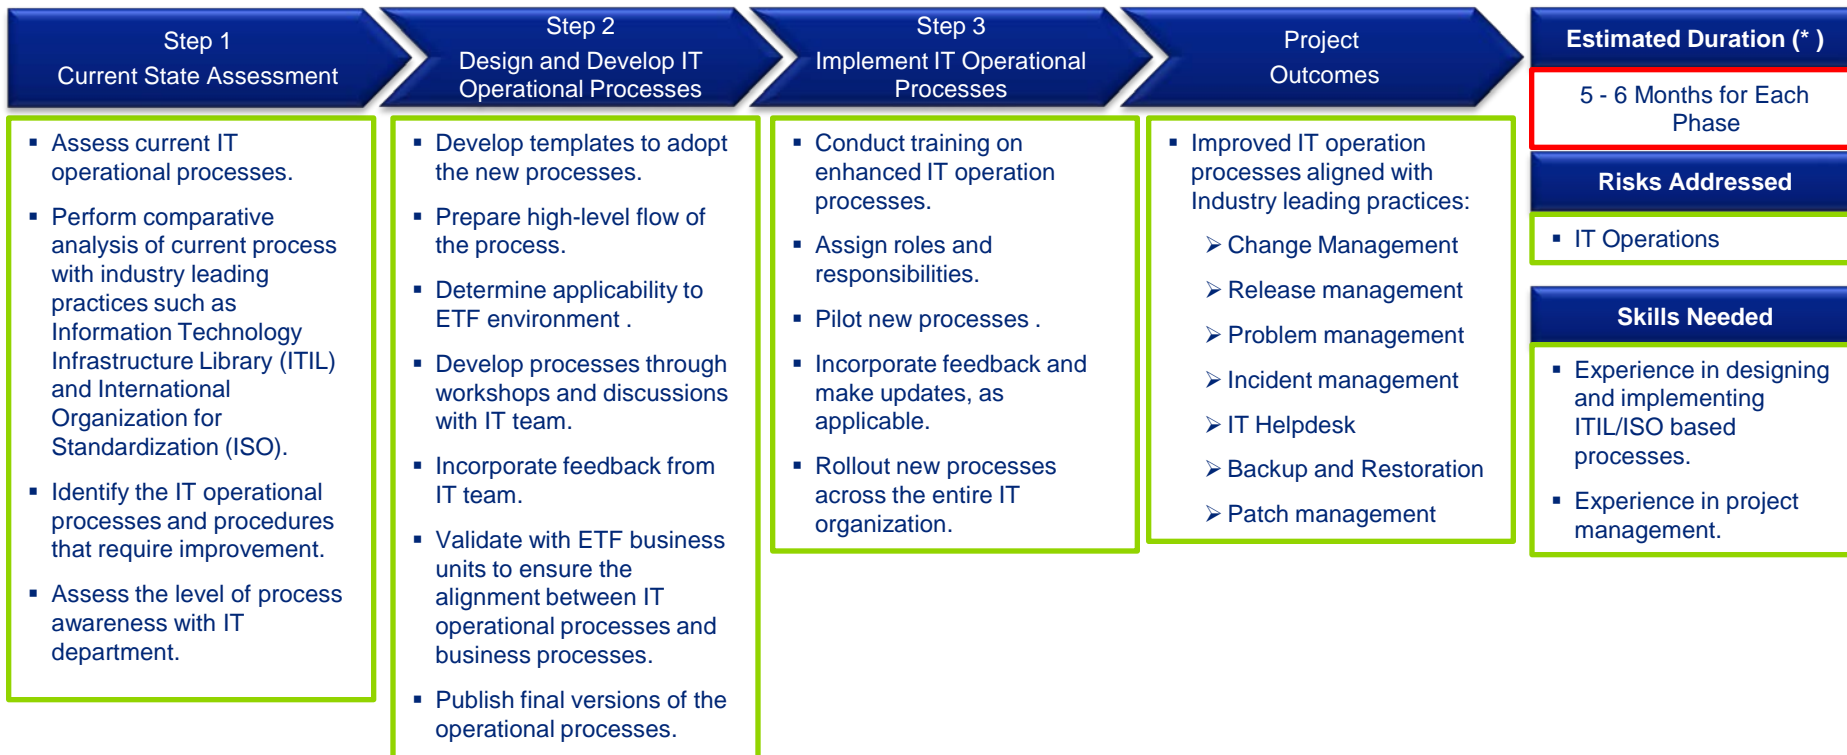 Step 1
Current State Assessment
▪ Assess current IT
operational processes.
▪ Perform comparative
analysis of current process
with industry leading
practices such as
Information Technology
Infrastructure Library (ITIL)
and International
Organization for
Standardization (ISO).
▪ Identify the IT operational
processes and procedures
that require improvement.
▪ Assess the level of process
awareness with IT
department.
Step 2
Design and Develop IT
Operational Processes
▪ Develop templates to adopt
the new processes.
▪ Prepare high-level flow of
the process.
▪ Determine applicability to
ETF environment .
▪ Develop processes through
workshops and discussions
with IT team.
▪ Incorporate feedback from
IT team.
▪ Validate with ETF business
units to ensure the
alignment between IT
operational processes and
business processes.
▪ Publish final versions of the
operational processes.
Step 3
Implement IT Operational
Processes
▪ Conduct training on
enhanced IT operation
processes.
▪ Assign roles and
responsibilities.
▪ Pilot new processes .
▪ Incorporate feedback and
make updates, as
applicable.
▪ Rollout new processes
across the entire IT
organization.
Project
Outcomes
▪ Improved IT operation
processes aligned with
Industry leading practices:
➢ Change Management
➢ Release management
➢ Problem management
➢ Incident management
➢ IT Helpdesk
➢ Backup and Restoration
➢ Patch management
Estimated Duration (* )
5 - 6 Months for Each
Phase
Risks Addressed
▪ IT Operations
Skills Needed
▪ Experience in designing
and implementing
ITIL/ISO based
processes.
▪ Experience in project
management.